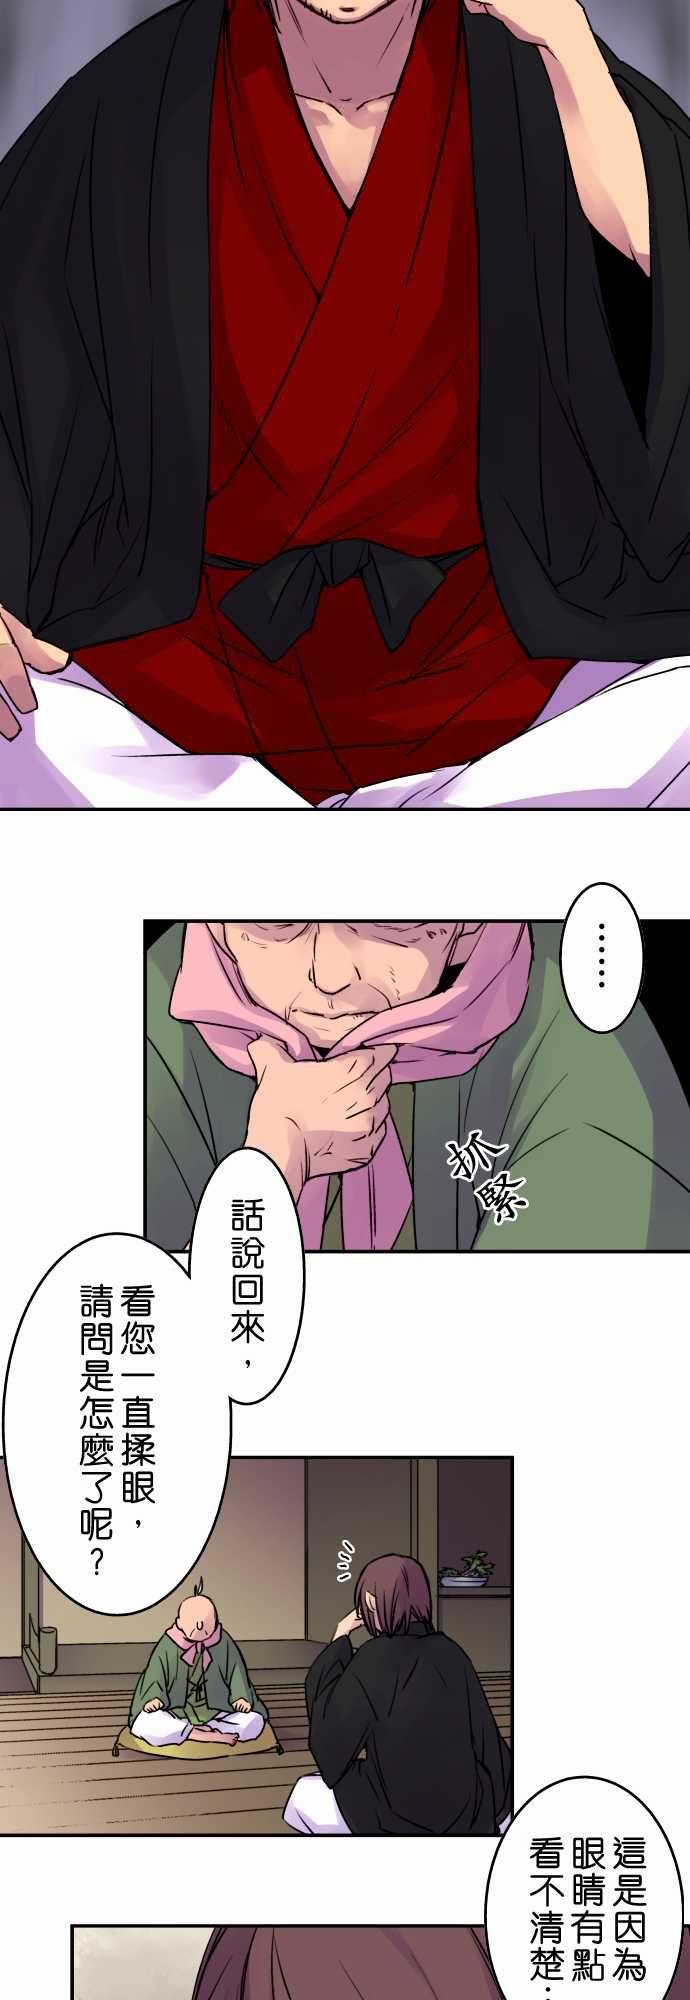 ……
抓緊
話說回來，
看您一直揉眼，
請問是怎麼了呢？
這是因為
眼睛有點
看不清楚…